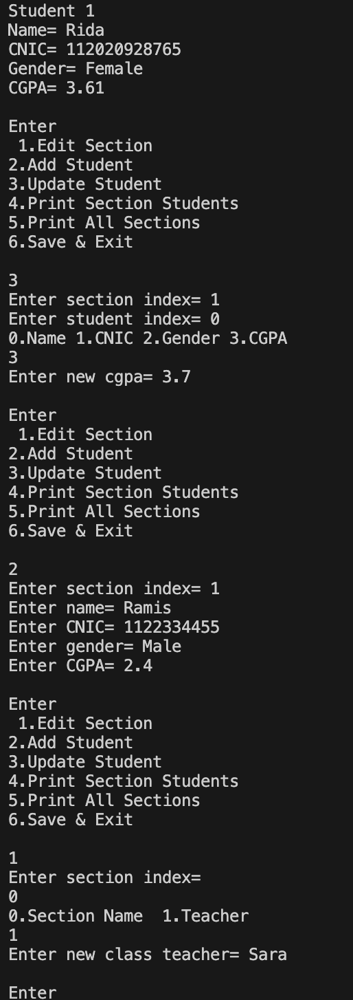 Student 1
Name= Rida
CNIC= 112020928765
Gender= Female
CGPA= 3.61

Enter
 1.Edit Section
2.Add Student
3.Update Student
4.Print Section Students
5.Print All Sections
6.Save & Exit

3
Enter section index= 1
Enter student index= 0
0.Name 1.CNIC 2.Gender 3.CGPA
3
Enter new cgpa= 3.7

Enter
 1.Edit Section
2.Add Student
3.Update Student
4.Print Section Students
5.Print All Sections
6.Save & Exit

2
Enter section index= 1
Enter name= Ramis
Enter CNIC= 1122334455
Enter gender= Male
Enter CGPA= 2.4

Enter
 1.Edit Section
2.Add Student
3.Update Student
4.Print Section Students
5.Print All Sections
6.Save & Exit

1
Enter section index=
0
0.Section Name  1.Teacher
1
Enter new class teacher= Sara

Enter